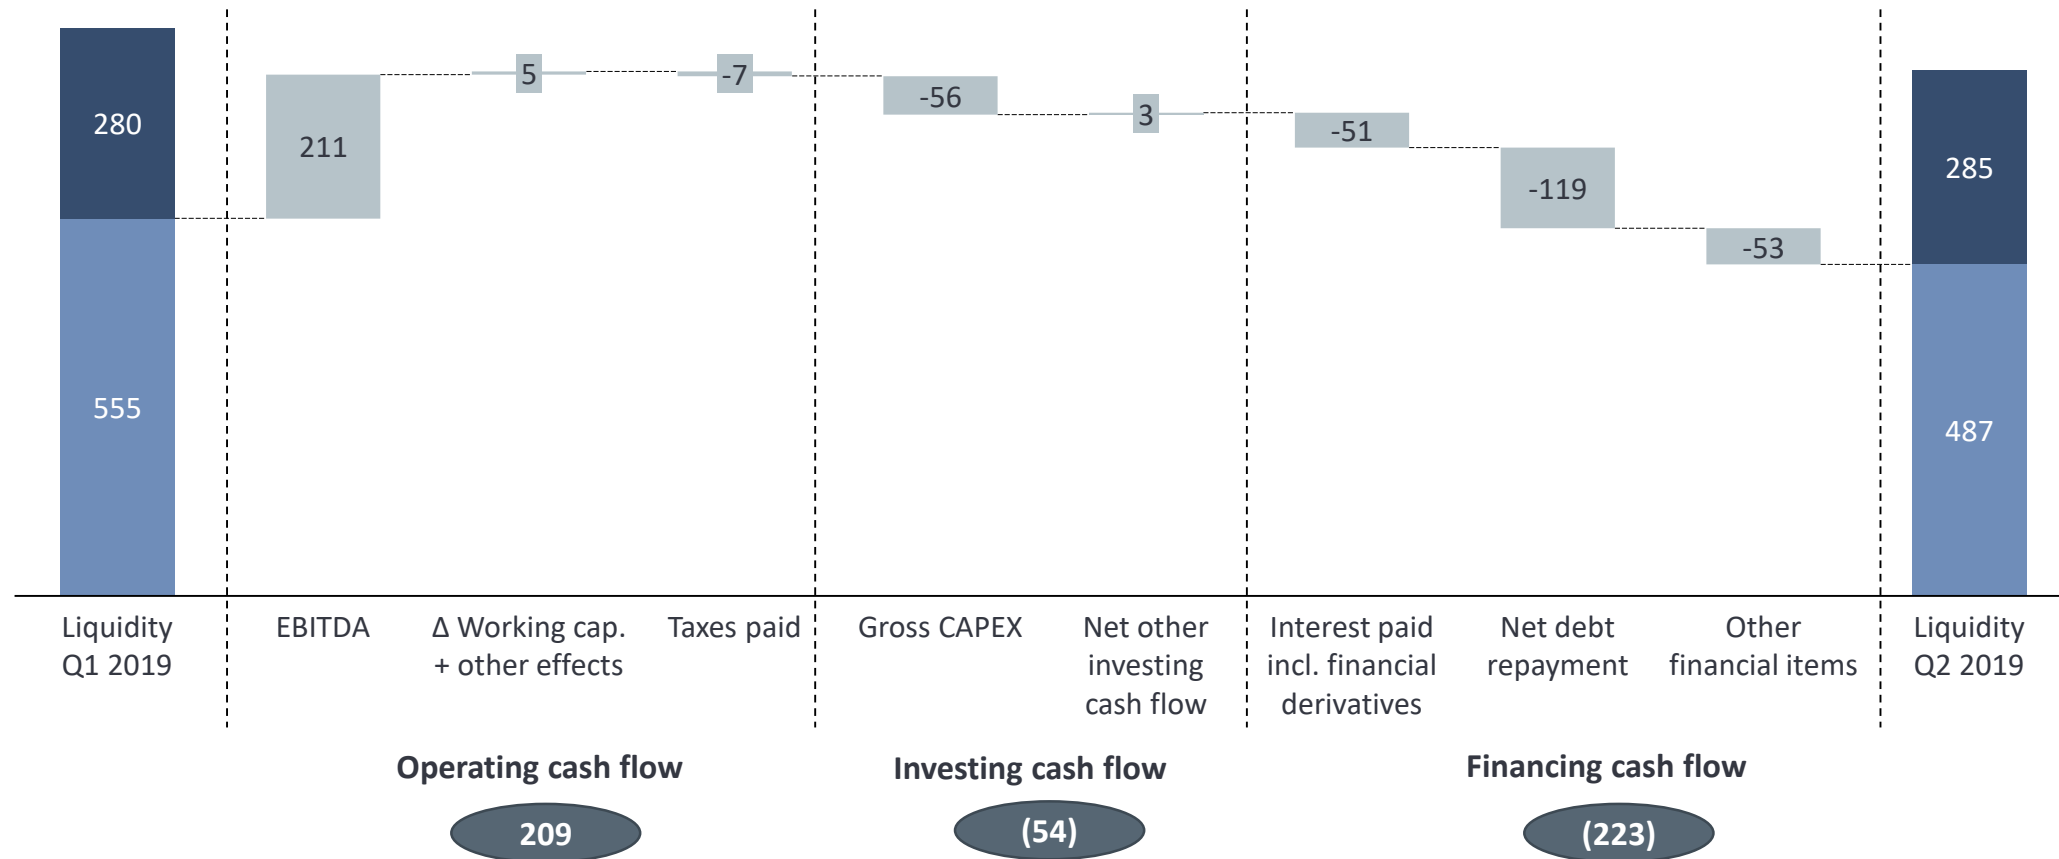 280
555
211
5
-7
-56
3
-51
-119
-53
285
487
Liquidity
Q1 2019
EBITDA
Δ Working cap.
+ other effects
Taxes paid
Gross CAPEX
Net other
investing
cash flow
Interest paid
incl. financial
derivatives
Net debt
repayment
Other
financial items
Liquidity
Q2 2019
Operating cash flow
209
Investing cash flow
(54)
Financing cash flow
(223)